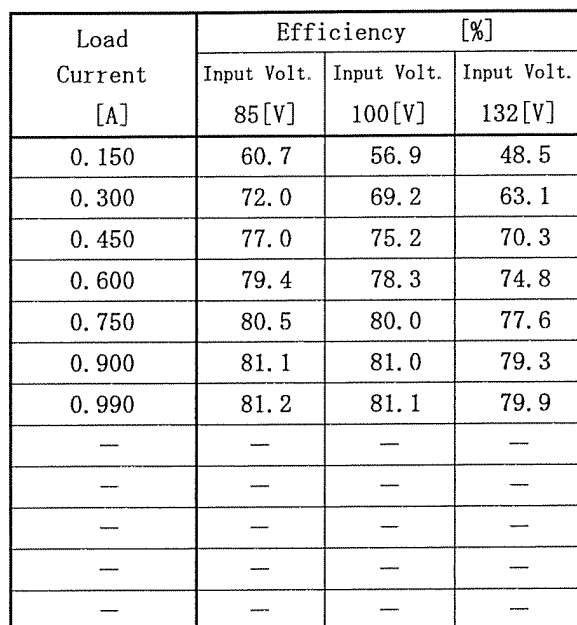 Load Current [A] Efficiency [%]
Input Volt. 85[V] Input Volt. 100[V] Input Volt. 132[V]
0.150 60.7 56.9 48.5
0.300 72.0 69.2 63.1
0.450 77.0 75.2 70.3
0.600 79.4 78.3 74.8
0.750 80.5 80.0 77.6
0.900 81.1 81.0 79.3
0.990 81.2 81.1 79.9
— — — —
— — — —
— — — —
— — — —
— — — —